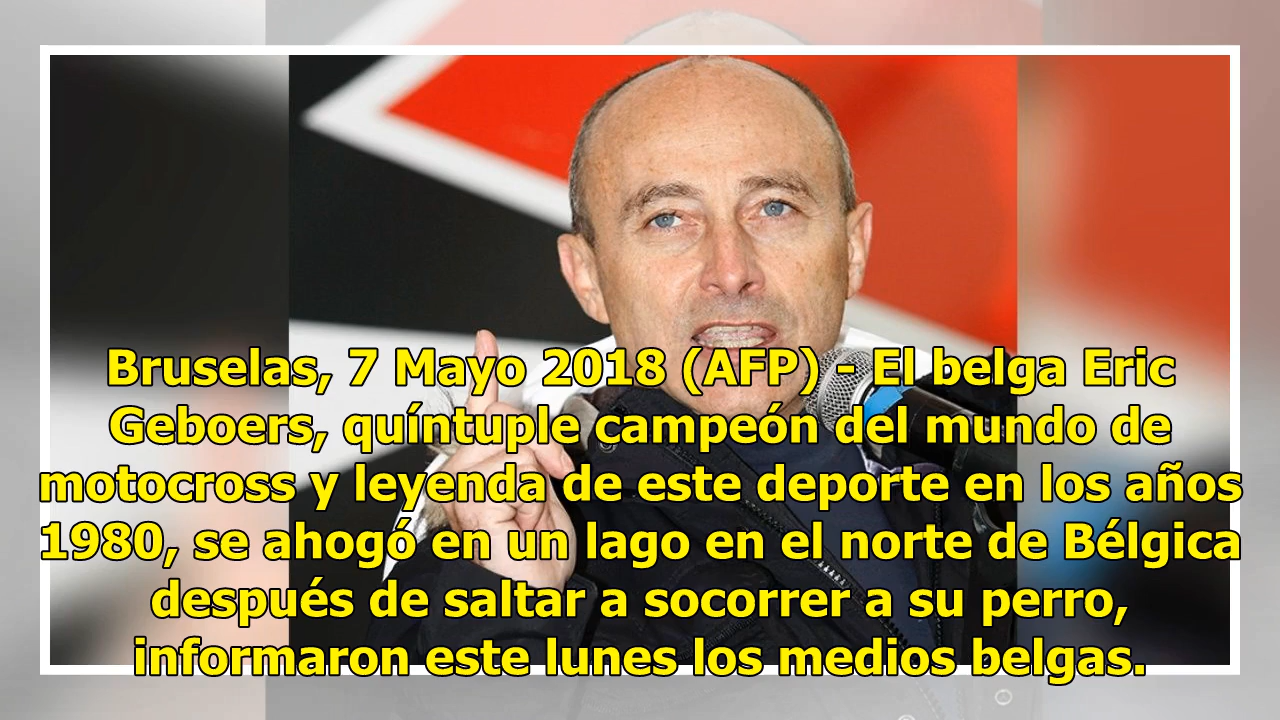 Bruselas, 7 Mayo 2018 (AFP) - El belga Eric
Geboers, quíntuple campeón del mundo de
motocross y leyenda de este deporte en los años
1980, se ahogó en un lago en el norte de Bélgica
después de saltar a socorrer a su perro,
informaron este lunes los medios belgas.